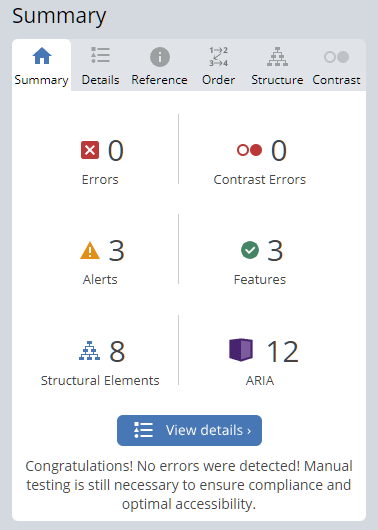 Summary
Summary Details Reference Order Structure Contrast
0 0
Errors Contrast Errors
3 3
Alerts Features
8 12
Structural Elements ARIA
View details ›
Congratulations! No errors were detected! Manual
testing is still necessary to ensure compliance and
optimal accessibility.